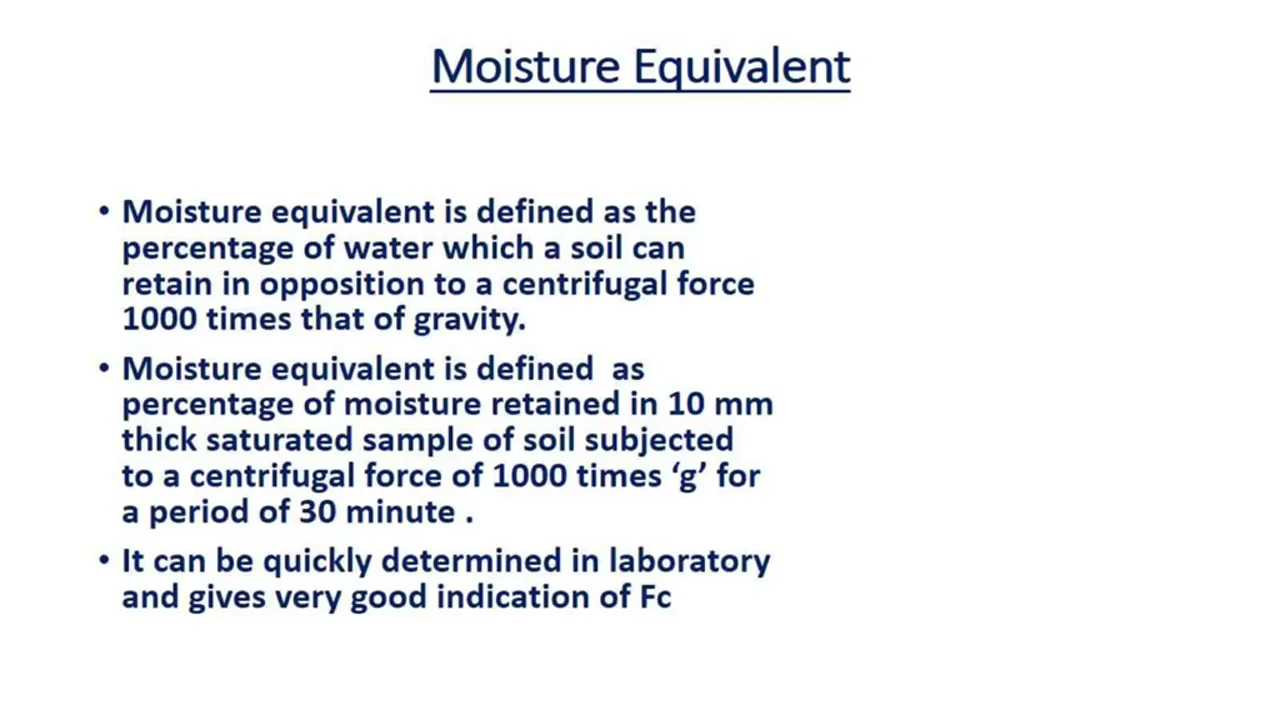 Moisture Equivalent
• Moisture equivalent is defined as the
percentage of water which a soil can
retain in opposition to a centrifugal force
1000 times that of gravity.
• Moisture equivalent is defined  as
percentage of moisture retained in 10 mm
thick saturated sample of soil subjected
to a centrifugal force of 1000 times ‘g’ for
a period of 30 minute .
• It can be quickly determined in laboratory
and gives very good indication of Fc